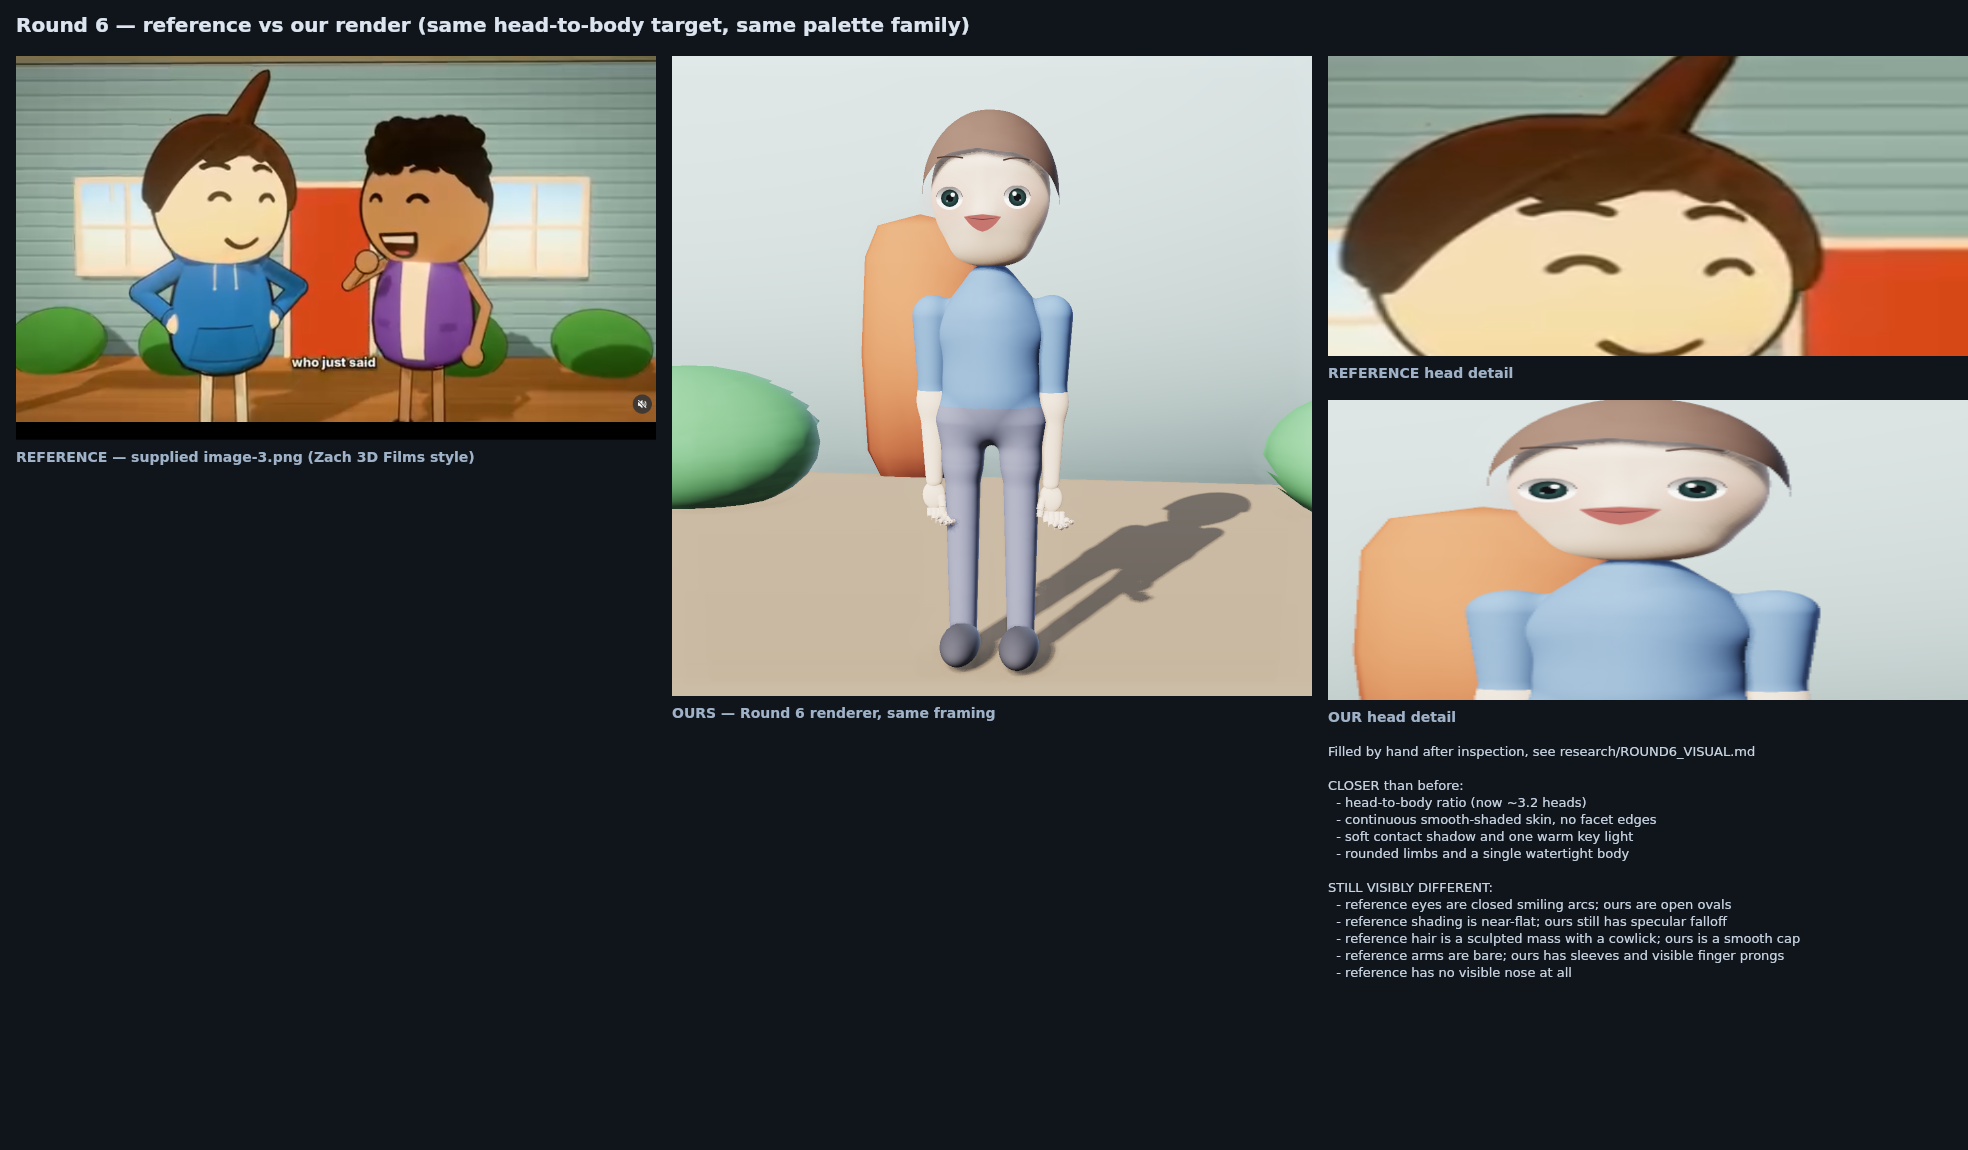 Round 6 — reference vs our render (same head-to-body target, same palette family)
who just said
REFERENCE — supplied image-3.png (Zach 3D Films style)
OURS — Round 6 renderer, same framing
REFERENCE head detail
OUR head detail
Filled by hand after inspection, see research/ROUND6_VISUAL.md
CLOSER than before:
- head-to-body ratio (now ~3.2 heads)
- continuous smooth-shaded skin, no facet edges
- soft contact shadow and one warm key light
- rounded limbs and a single watertight body
STILL VISIBLY DIFFERENT:
- reference eyes are closed smiling arcs; ours are open ovals
- reference shading is near-flat; ours still has specular falloff
- reference hair is a sculpted mass with a cowlick; ours is a smooth cap
- reference arms are bare; ours has sleeves and visible finger prongs
- reference has no visible nose at all